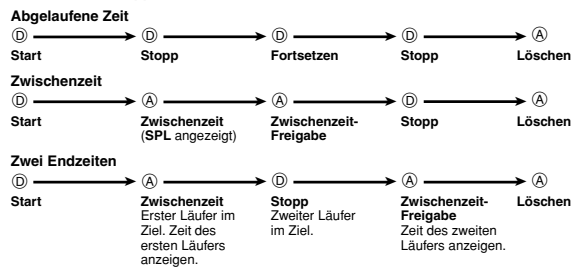 Abgelaufene Zeit
Ⓓ Ⓓ Ⓓ Ⓓ Ⓐ
Start Stopp Fortsetzen Stopp Löschen
Zwischenzeit
Ⓓ Ⓐ Ⓐ Ⓓ Ⓐ
Start Zwischenzeit Zwischenzeit- Stopp Löschen
(SPL angezeigt) Freigabe
Zwei Endzeiten
Ⓓ Ⓐ Ⓓ Ⓐ Ⓐ
Start Zwischenzeit Stopp Zwischenzeit- Löschen
Erster Läufer im Zweiter Läufer Freigabe
Ziel. Zeit des im Ziel. Zeit des zweiten
ersten Läufers Läufers anzeigen.
anzeigen.